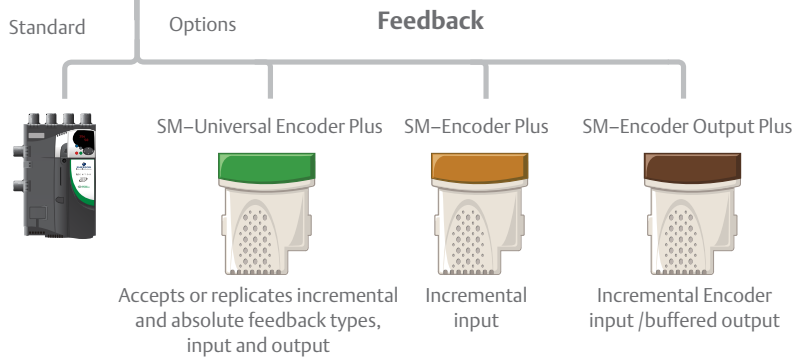 Standard
Options
Feedback
SM–Universal Encoder Plus
SM–Encoder Plus
SM–Encoder Output Plus
Accepts or replicates incremental
and absolute feedback types,
input and output
Incremental
input
Incremental Encoder
input /buffered output